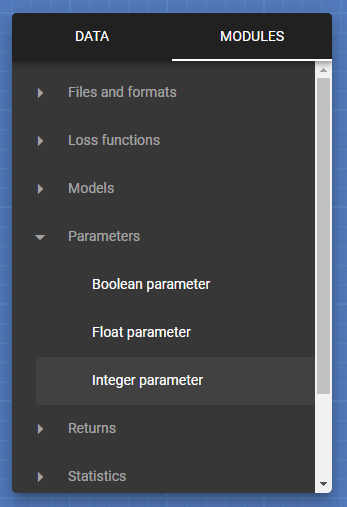 DATA MODULES
Files and formats
Loss functions
Models
Parameters
Boolean parameter
Float parameter
Integer parameter
Returns
Statistics